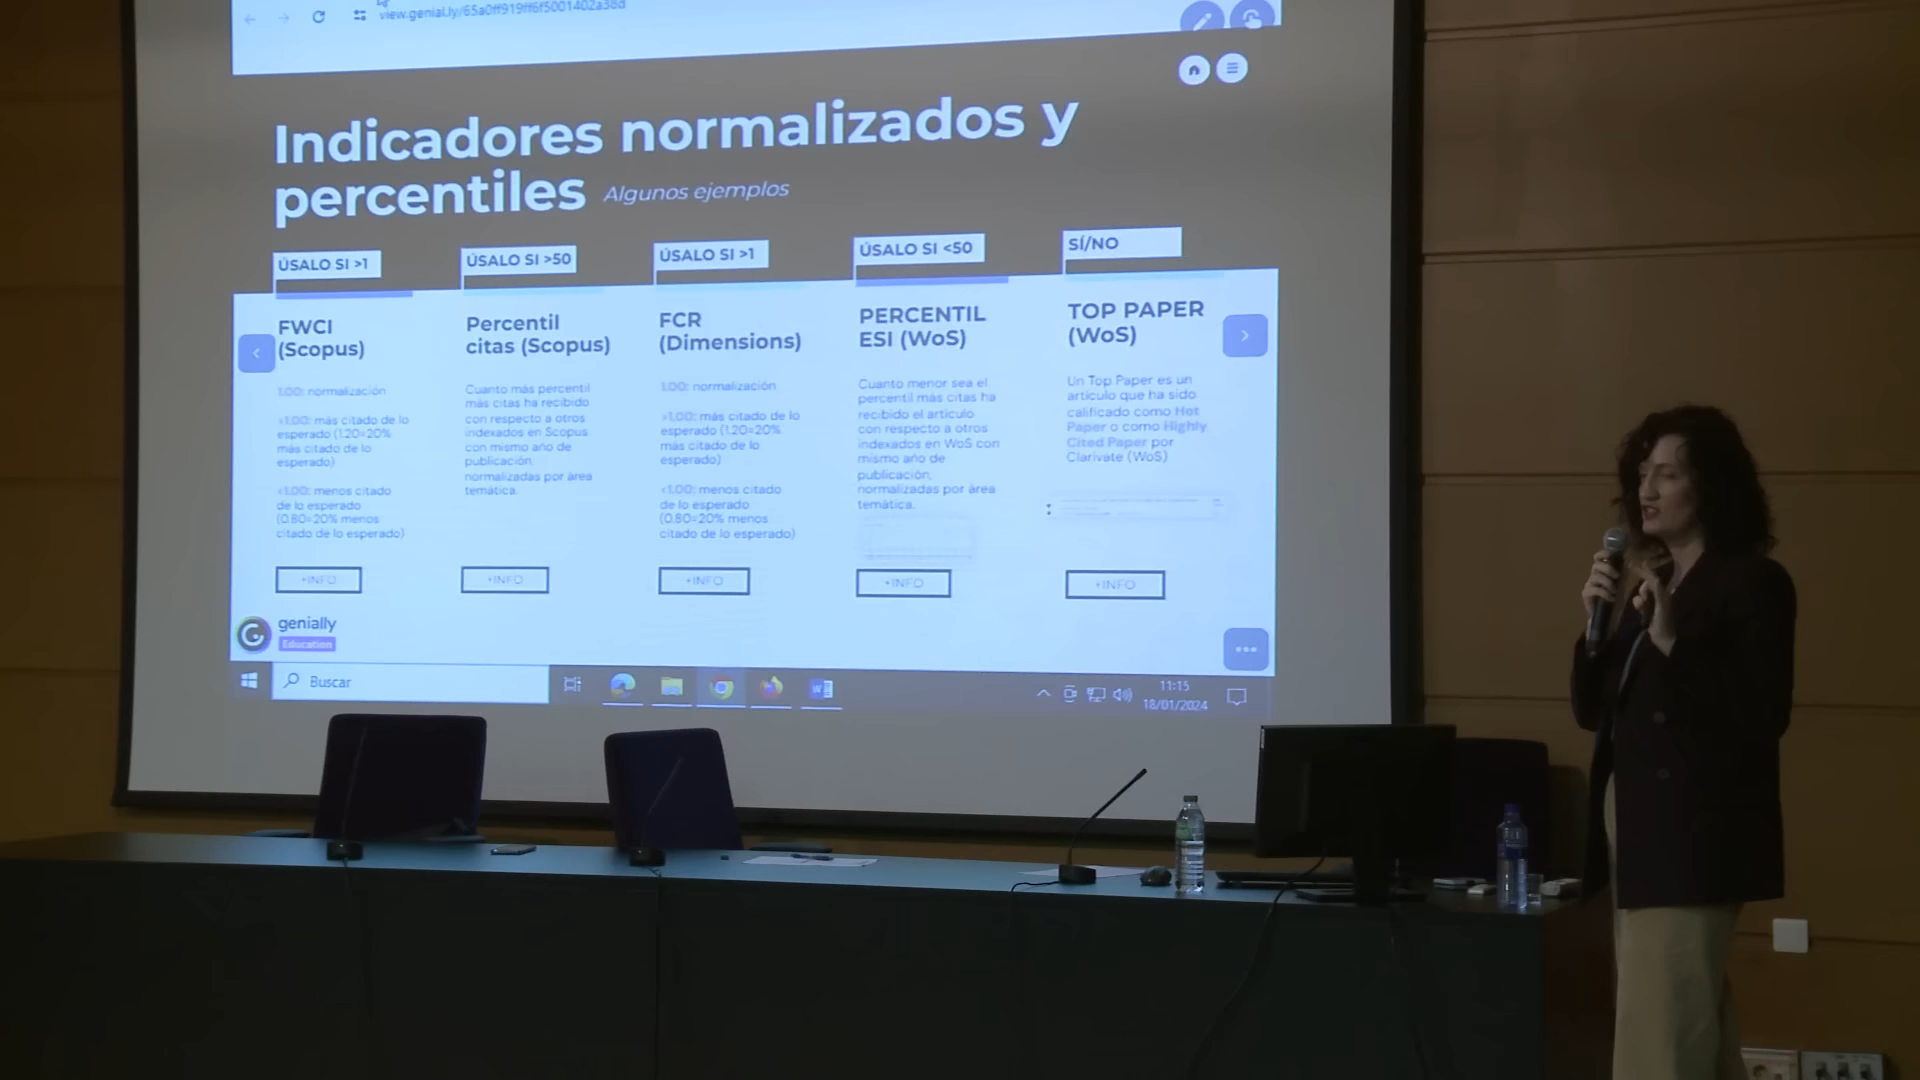 view.genial.ly/65a0ff919ff6f5001402a38d
Indicadores normalizados y
percentiles Algunos ejemplos
ÚSALO SI >1
FWCI
(Scopus)
1.00: normalización
>1.00: más citado de lo
esperado (1.20=20%
más citado de lo
esperado)
<1.00: menos citado
de lo esperado
(0.80=20% menos
citado de lo esperado)
+INFO
ÚSALO SI >50
Percentil
citas (Scopus)
Cuanto más percentil
más citas ha recibido
con respecto a otros
indexados en Scopus
con mismo año de
publicación,
normalizadas por área
temática.
+INFO
ÚSALO SI >1
FCR
(Dimensions)
1.00: normalización
>1.00: más citado de lo
esperado (1.20=20%
más citado de lo
esperado)
<1.00: menos citado
de lo esperado
(0.80=20% menos
citado de lo esperado)
+INFO
ÚSALO SI <50
PERCENTIL
ESI (WoS)
Cuanto menor sea el
percentil más citas ha
recibido el artículo
con respecto a otros
indexados en WoS con
mismo año de
publicación,
normalizadas por área
temática.
+INFO
SÍ/NO
TOP PAPER
(WoS)
Un Top Paper es un
artículo que ha sido
calificado como Hot
Paper o como Highly
Cited Paper por
Clarivate (WoS)
+INFO
genially
Education
Buscar
11:15
18/01/2024